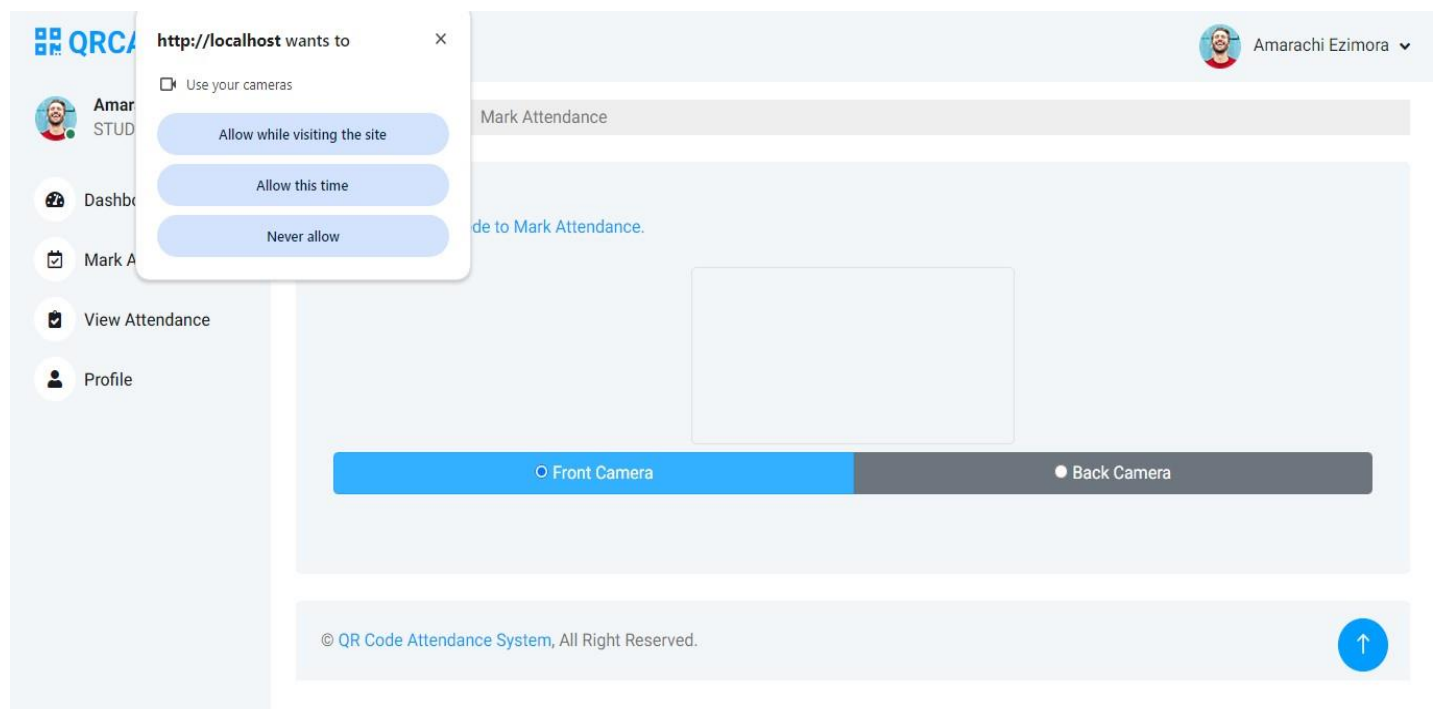 QRCA
http://localhost wants to
Use your cameras
Allow while visiting the site
Allow this time
Never allow
Amarachi Ezimora
Amar
STUD
Mark Attendance
de to Mark Attendance.
Dashbo
Mark A
View Attendance
Profile
Front Camera
Back Camera
© QR Code Attendance System, All Right Reserved.